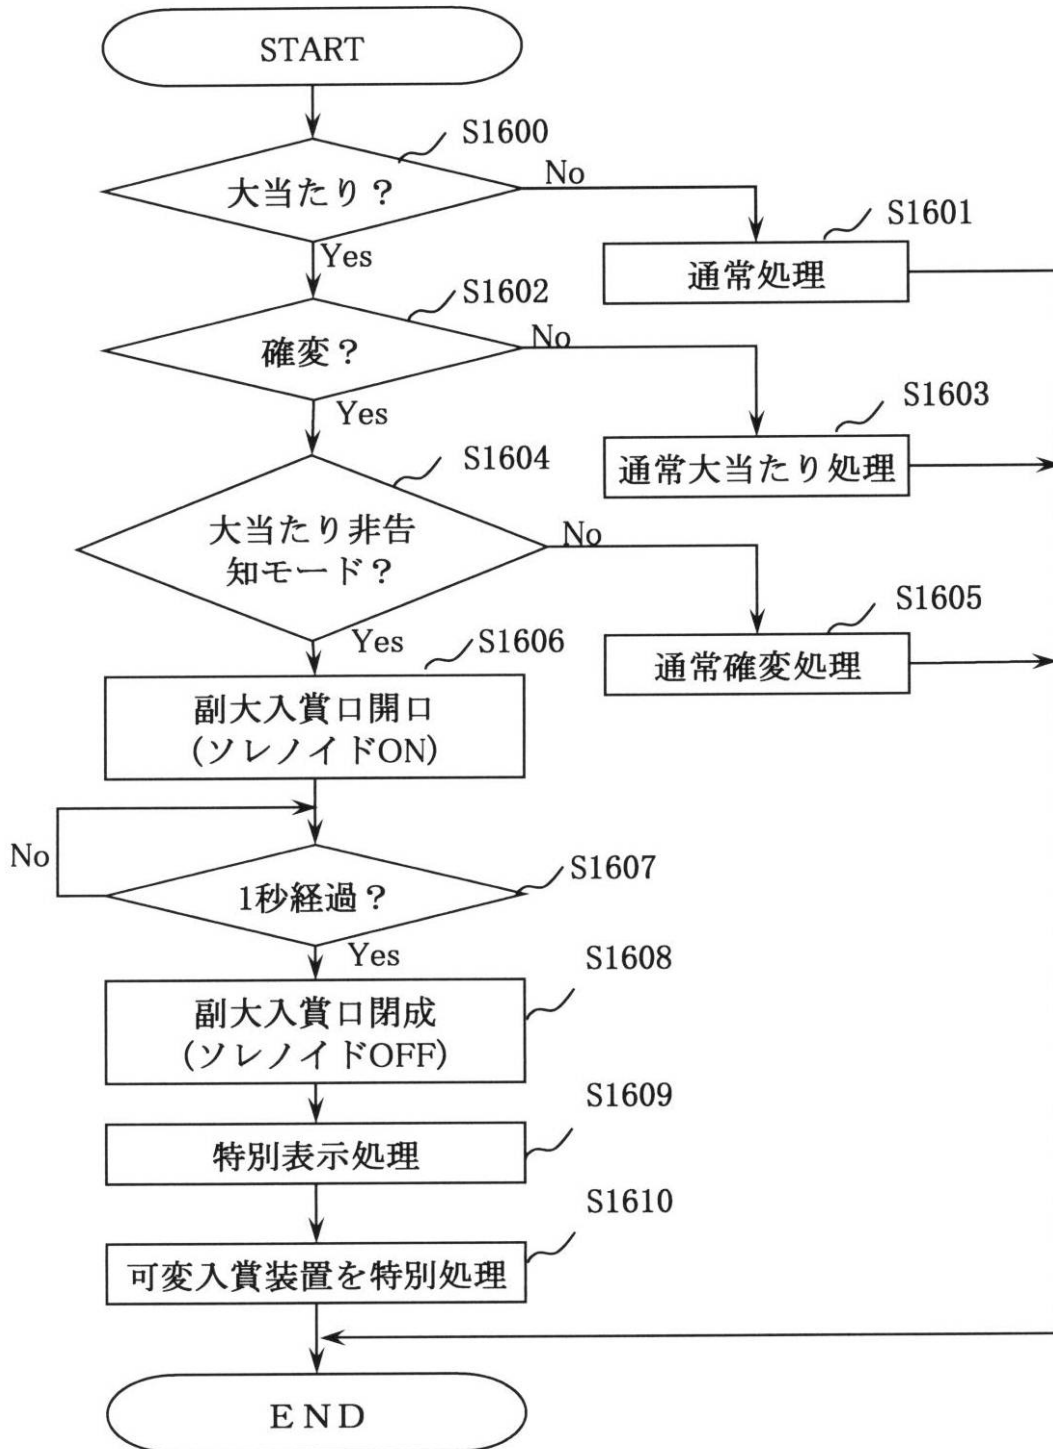 START
S1600
大当たり？
No
S1601
通常処理
Yes
S1602
確変？
No
Yes
S1603
通常大当たり処理
S1604
大当たり非告
知モード？
No
S1605
通常確変処理
Yes
S1606
副大入賞口開口
(ソレノイドON)
No
S1607
1秒経過？
Yes
S1608
副大入賞口閉成
(ソレノイドOFF)
S1609
特別表示処理
S1610
可変入賞装置を特別処理
END